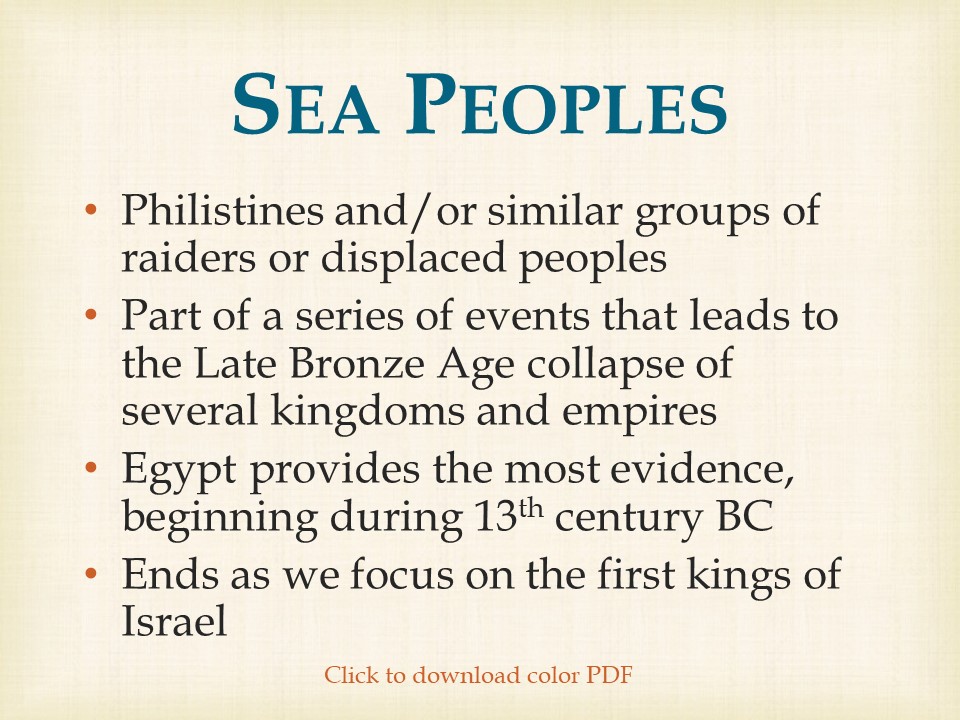 SEA PEOPLES
• Philistines and/or similar groups of
raiders or displaced peoples
• Part of a series of events that leads to
the Late Bronze Age collapse of
several kingdoms and empires
• Egypt provides the most evidence,
beginning during 13th century BC
• Ends as we focus on the first kings of
Israel
Click to download color PDF